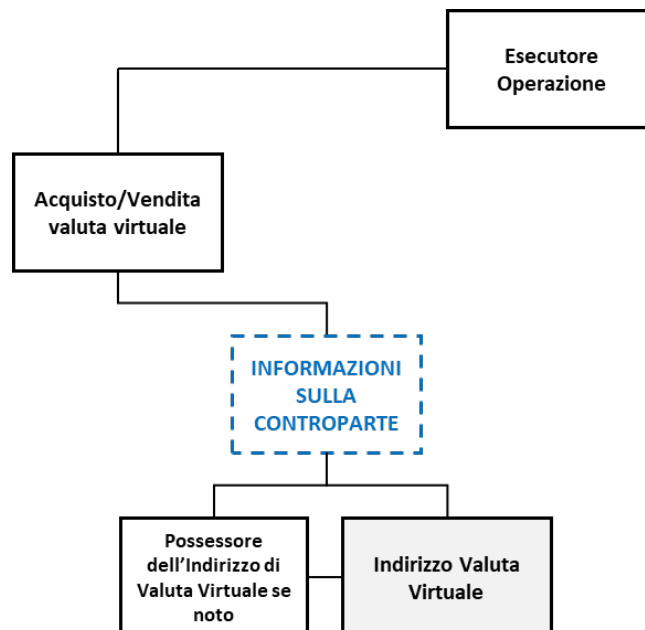 Esecutore
Operazione
Acquisto/Vendita
valuta virtuale
INFORMAZIONI
SULLA
CONTROPARTE
Possessore
dell’Indirizzo di
Valuta Virtuale se
noto
Indirizzo Valuta
Virtuale